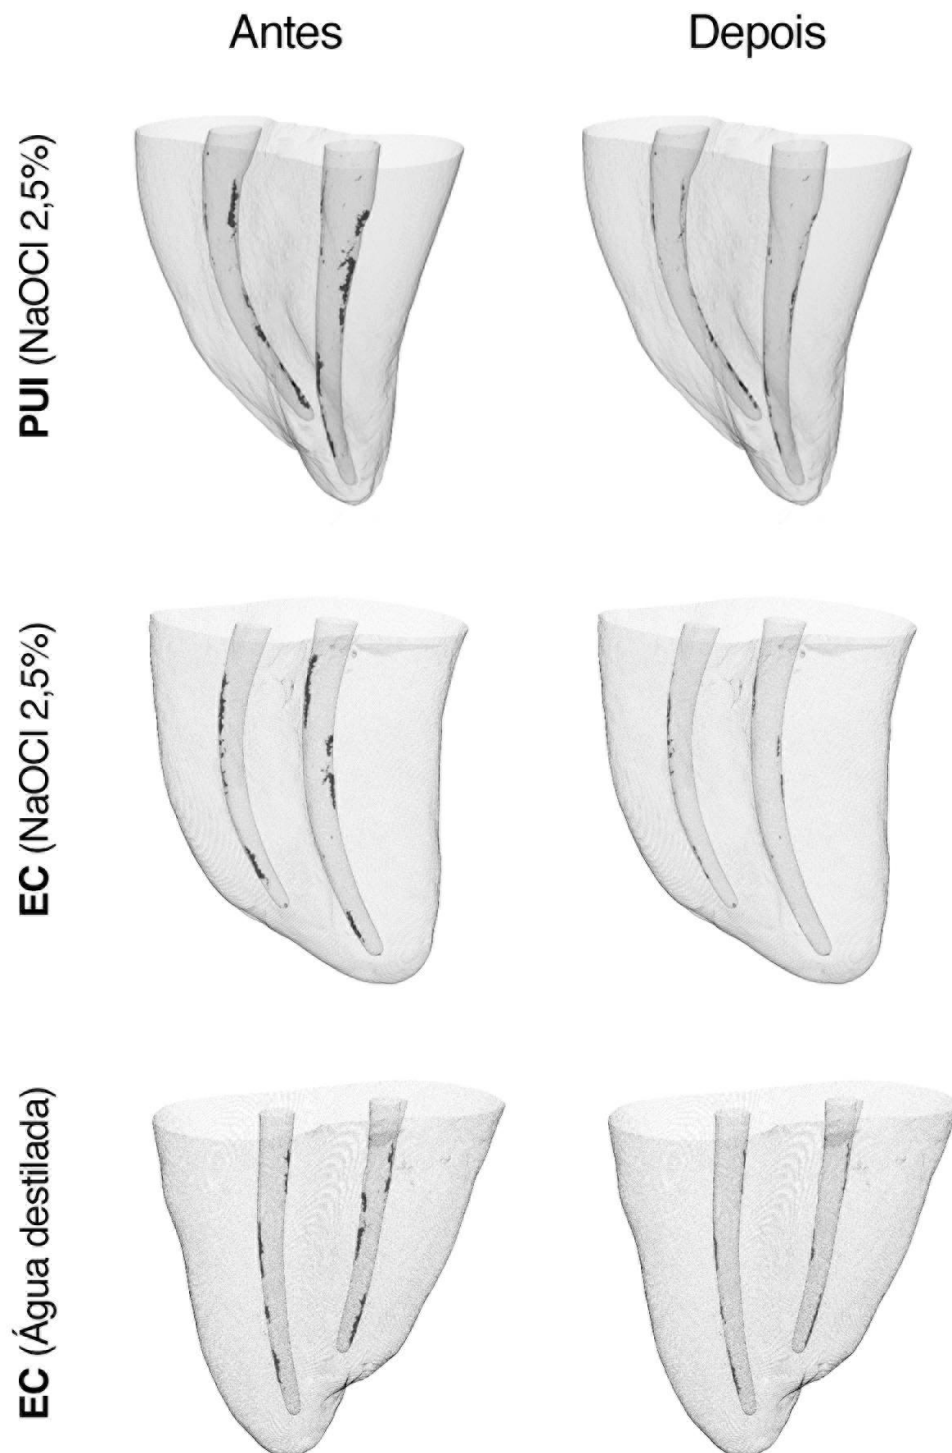 Antes
Depois
PUI (NaOCl 2,5%)
EC (NaOCl 2,5%)
EC (Água destilada)